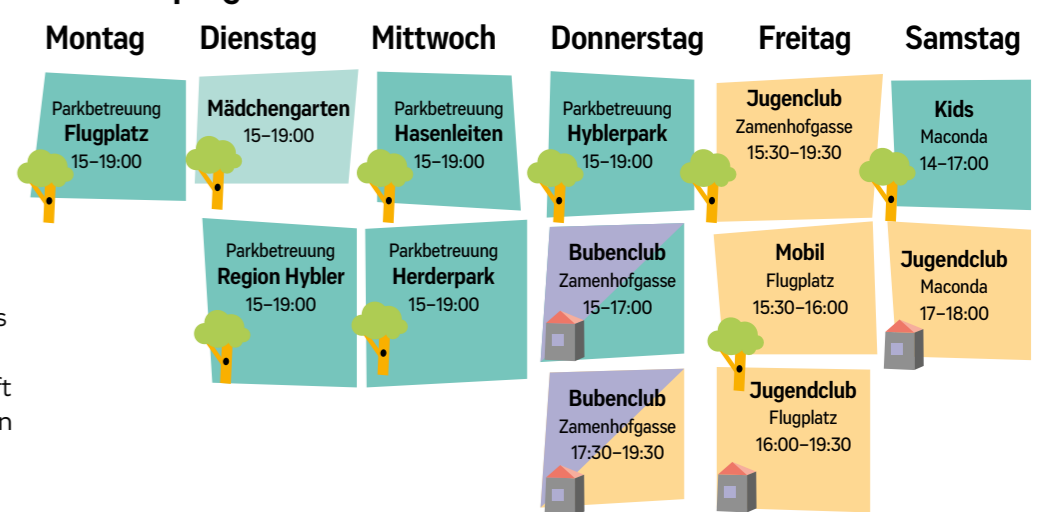 Montag
Dienstag
Mittwoch
Donnerstag
Freitag
Samstag
Parkbetreuung
Flugplatz
15–19:00
Mädchengarten
15–19:00
Parkbetreuung
Hasenleiten
15–19:00
Parkbetreuung
Hyblerpark
15–19:00
Jugenclub
Zamenhofgasse
15:30–19:30
Kids
Maconda
14–17:00
Parkbetreuung
Region Hybler
15–19:00
Parkbetreuung
Herderpark
15–19:00
Bubenclub
Zamenhofgasse
15–17:00
Mobil
Flugplatz
15:30–16:00
Jugendclub
Maconda
17–18:00
Bubenclub
Zamenhofgasse
17:30–19:30
Jugendclub
Flugplatz
16:00–19:30